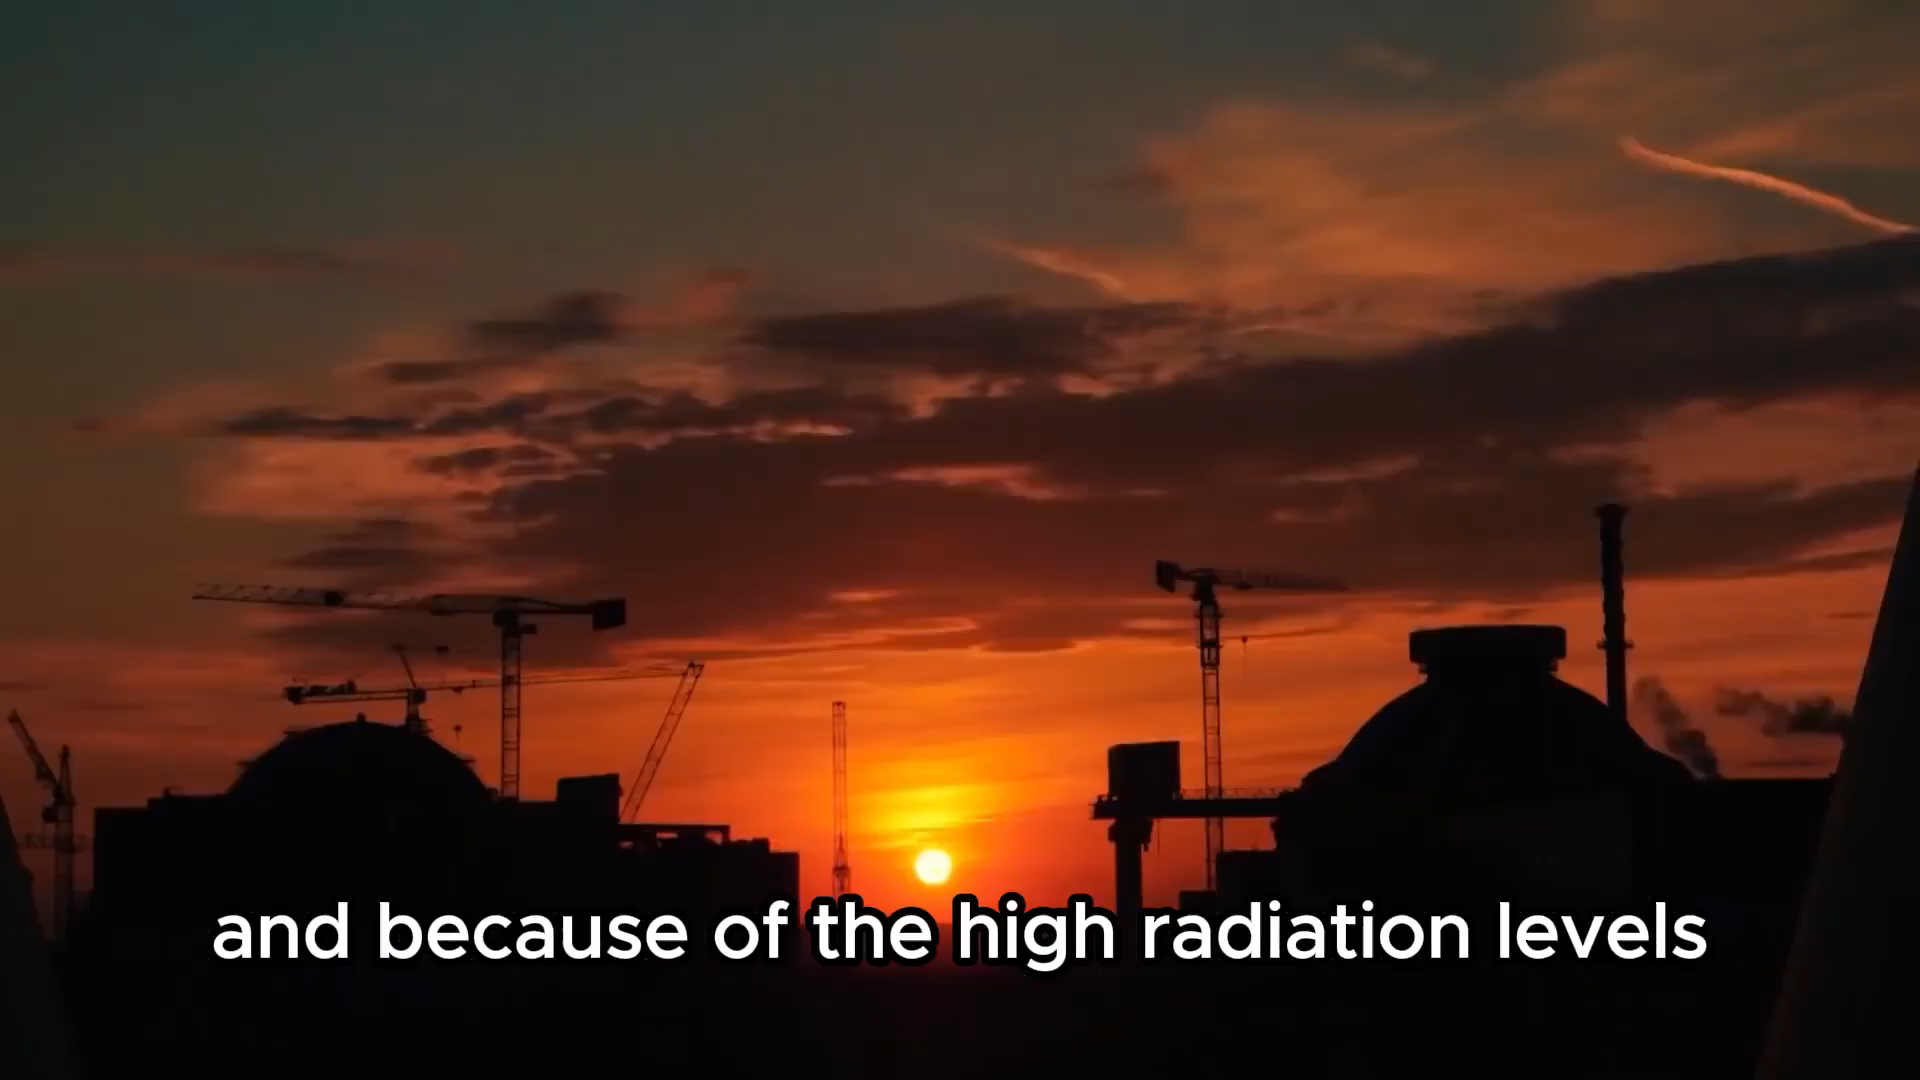 and because of the high radiation levels